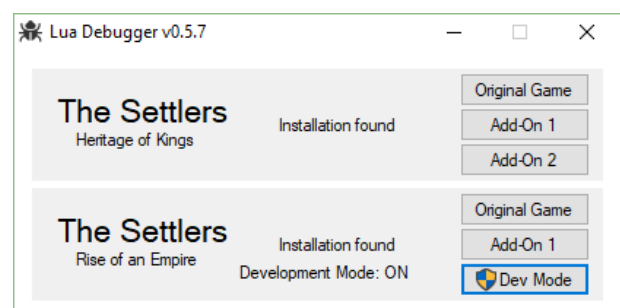 Lua Debugger v0.5.7
The Settlers
Heritage of Kings
Installation found
Original Game
Add-On 1
Add-On 2
The Settlers
Rise of an Empire
Installation found
Development Mode: ON
Original Game
Add-On 1
Dev Mode